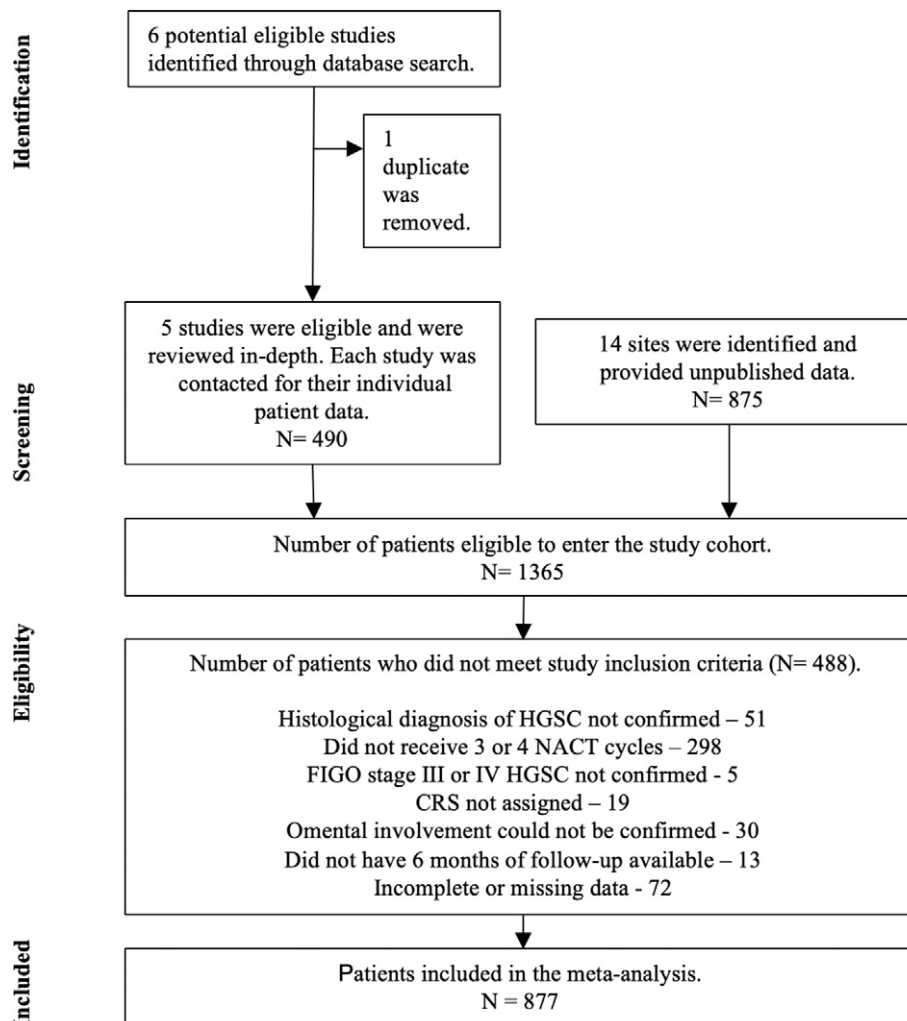 Identification
6 potential eligible studies
identified through database search.
1
duplicate
was
removed.
Screening
5 studies were eligible and were
reviewed in-depth. Each study was
contacted for their individual
patient data.
N= 490
14 sites were identified and
provided unpublished data.
N= 875
Number of patients eligible to enter the study cohort.
N= 1365
Eligibility
Number of patients who did not meet study inclusion criteria (N= 488).
Histological diagnosis of HGSC not confirmed – 51
Did not receive 3 or 4 NACT cycles – 298
FIGO stage III or IV HGSC not confirmed - 5
CRS not assigned – 19
Omental involvement could not be confirmed - 30
Did not have 6 months of follow-up available – 13
Incomplete or missing data - 72
Included
Patients included in the meta-analysis.
N = 877